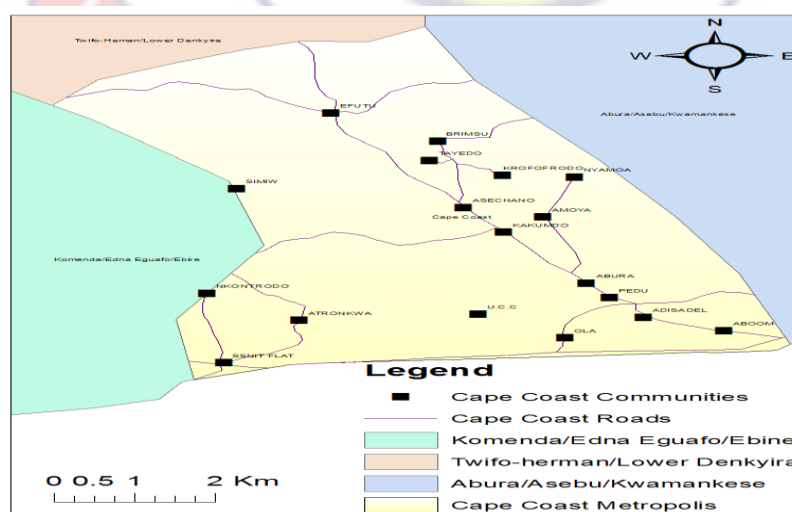 N
Twifo-Heman/Lower Denkyira
W E
S
EFUTU
Abura/Asebu/Kwamankese
BRIMSU
TAYEDO
KROFOFRODO
NYAMOA
SIMIW
ASECHANO
Cape Coast
AMOYA
KAKUMDO
Komenda/Edna Eguafo/Ebire
ABURA
NKONTRODO
PEDU
U.C.C
ATRONKWA
ADISADEL
ABOOM
OLA
SSNIT FLAT
Legend
Cape Coast Communities
Cape Coast Roads
Komenda/Edna Eguafo/Ebine
Twifo-herman/Lower Denkyira
Abura/Asebu/Kwamankese
Cape Coast Metropolis
0 0.5 1 2 Km